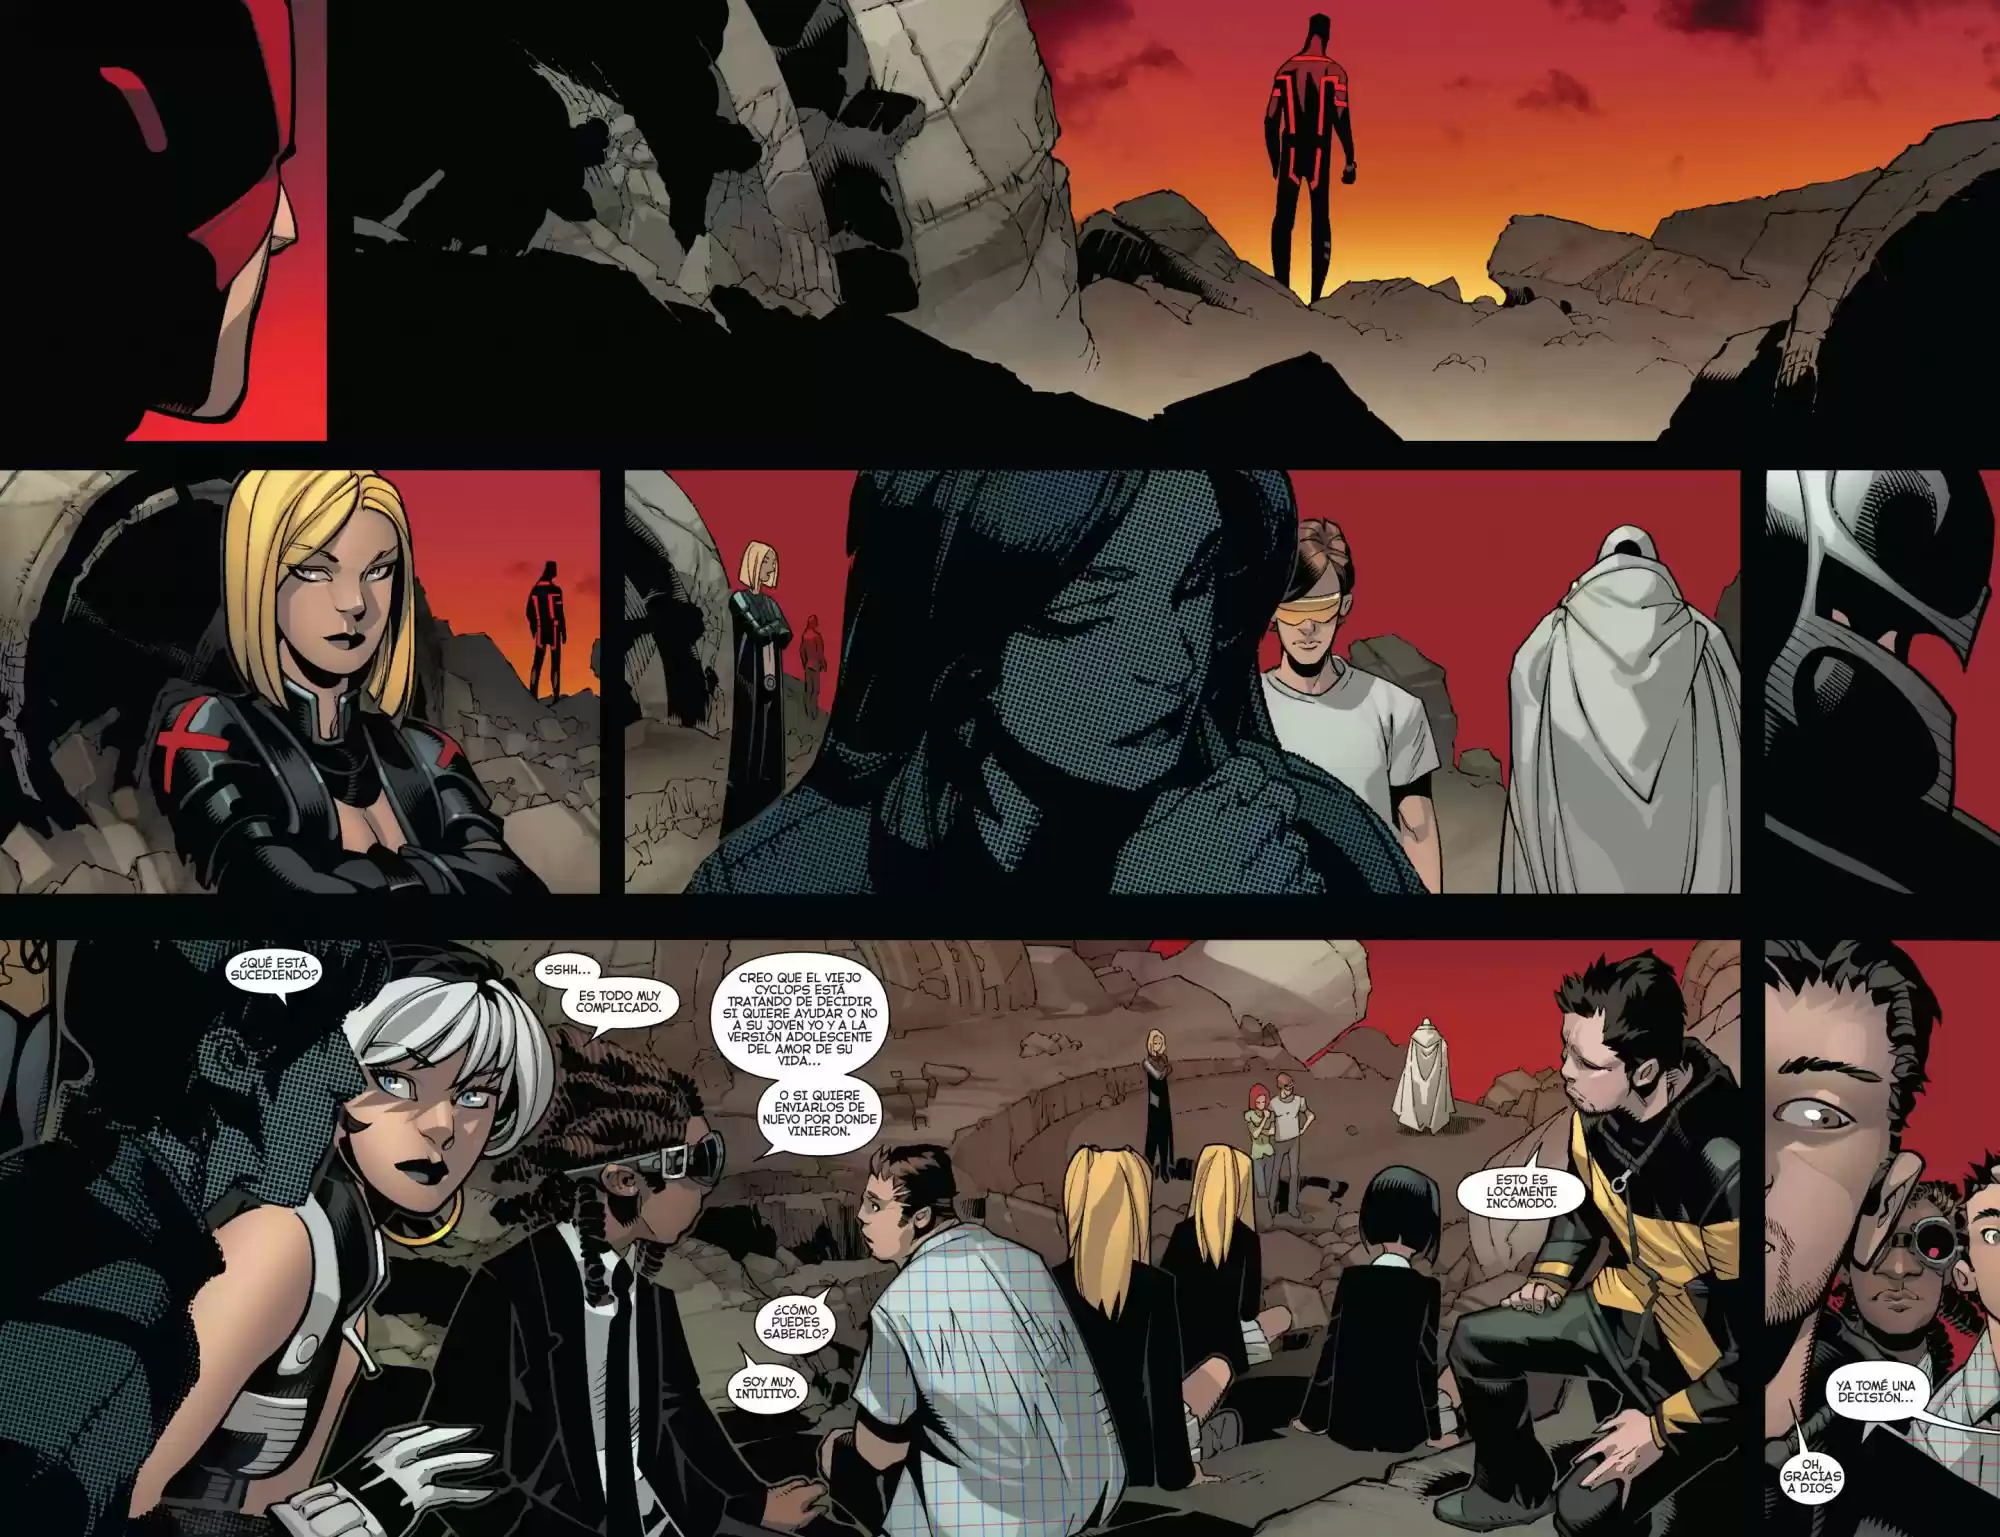 ¿QUÉ ESTÁ
SUCEDIENDO?
SSHH...
ES TODO MUY
COMPLICADO.
CREO QUE EL VIEJO
CYCLOPS ESTÁ
TRATANDO DE DECIDIR
SI QUIERE AYUDAR O NO
A SU JOVEN YO Y A LA
VERSIÓN ADOLESCENTE
DEL AMOR DE SU
VIDA...
O SI QUIERE
ENVIARLOS DE
NUEVO POR DONDE
VINIERON.
¿CÓMO
PUEDES
SABERLO?
SOY MUY
INTUITIVO.
ESTO ES
LOCAMENTE
INCÓMODO.
YA TOMÉ UNA
DECISIÓN...
OH,
GRACIAS
A DIOS.